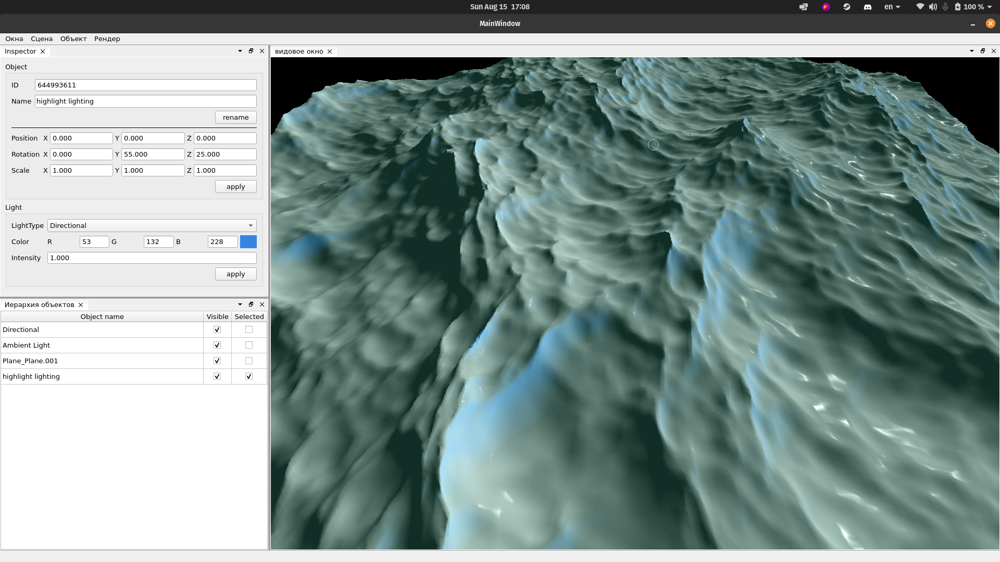 Sun Aug 15 17:08
en
100 %
MainWindow
Окна Сцена Объект Рендер
Inspector
Object
ID 644993611
Name highlight lighting
rename
Position X 0.000 Y 0.000 Z 0.000
Rotation X 0.000 Y 55.000 Z 25.000
Scale X 1.000 Y 1.000 Z 1.000
apply
Light
LightType Directional
Color R 53 G 132 B 228
Intensity 1.000
apply
Иерархия объектов
Object name Visible Selected
Directional
Ambient Light
Plane_Plane.001
highlight lighting
видовое окно